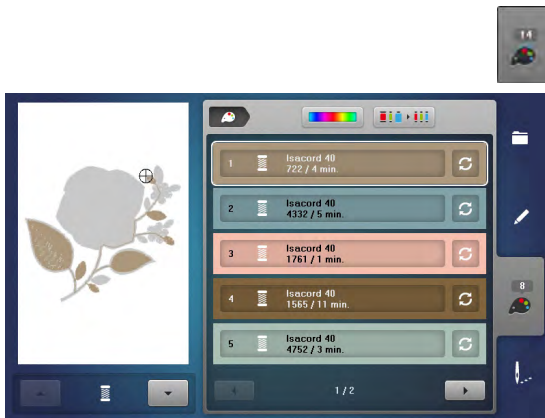 14
1
Isacord 40
722 / 4 min.
2
Isacord 40
4332 / 5 min.
3
Isacord 40
1761 / 1 min.
4
Isacord 40
1565 / 11 min.
5
Isacord 40
4752 / 3 min.
8
1 / 2